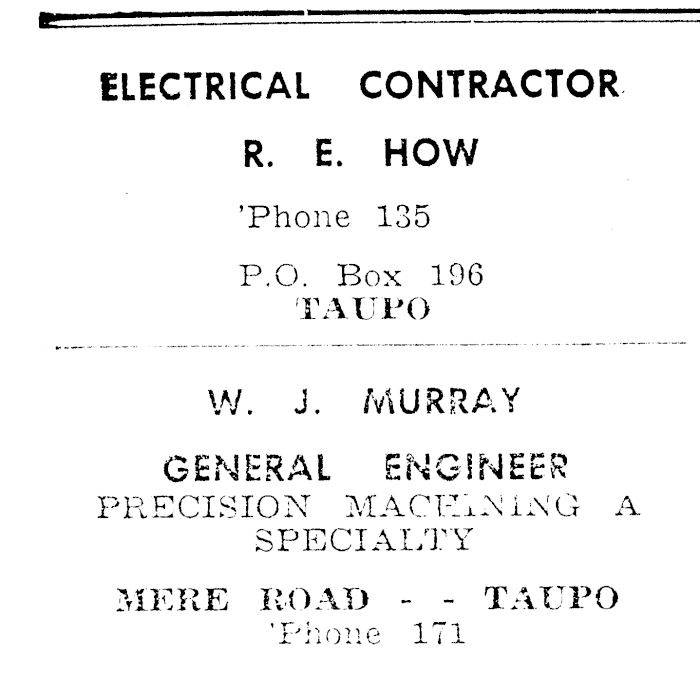 ELECTRICAL CONTRACTOR
R. E. HOW
'Phone 135
P.O. Box 196
TAUPO
W. J. MURRAY
GENERAL ENGINEER
PRECISION MACHINING A
SPECIALTY
MERE ROAD - - TAUPO
'Phone 171